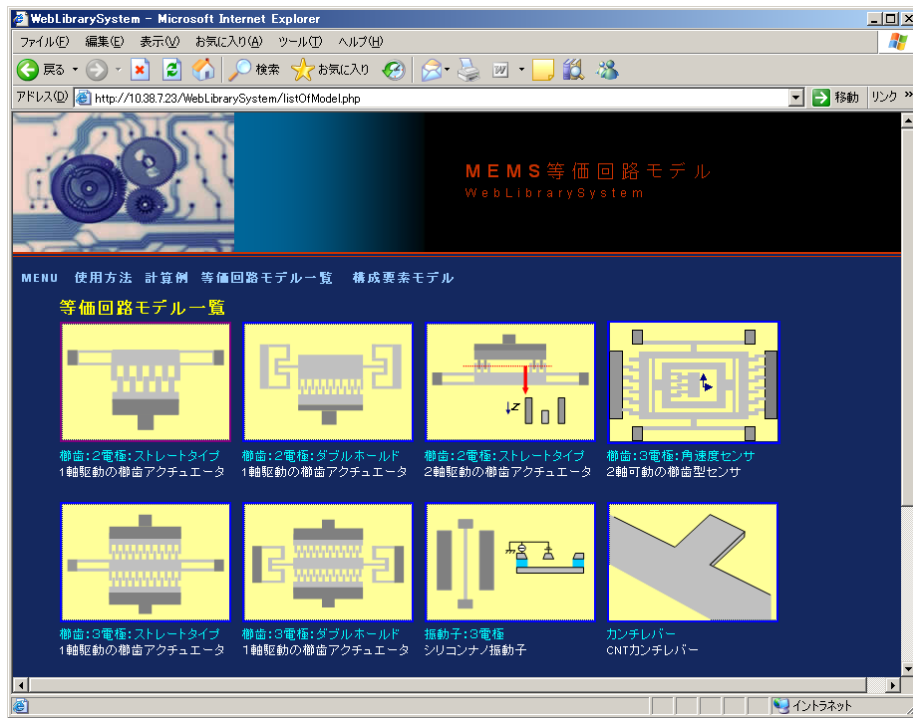 WebLibrarySystem - Microsoft Internet Explorer
ファイル(F) 編集(E) 表示(V) お気に入り(A) ツール(T) ヘルプ(H)
戻る 検索 お気に入り
アドレス(D) http://10.38.7.23/WebLibrarySystem/listOfModel.php 移動 リンク »
MEMS等価回路モデル
WebLibrarySystem
MENU 使用方法 計算例 等価回路モデル一覧 構成要素モデル
等価回路モデル一覧
z
櫛歯:2電極:ストレートタイプ 櫛歯:2電極:ダブルホールド 櫛歯:2電極:ストレートタイプ 櫛歯:3電極:角速度センサ
1軸駆動の櫛歯アクチュエータ 1軸駆動の櫛歯アクチュエータ 2軸駆動の櫛歯アクチュエータ 2軸可動の櫛歯型センサ
櫛歯:3電極:ストレートタイプ 櫛歯:3電極:ダブルホールド 振動子:3電極 カンチレバー
1軸駆動の櫛歯アクチュエータ 1軸駆動の櫛歯アクチュエータ シリコンナノ振動子 CNTカンチレバー
イントラネット